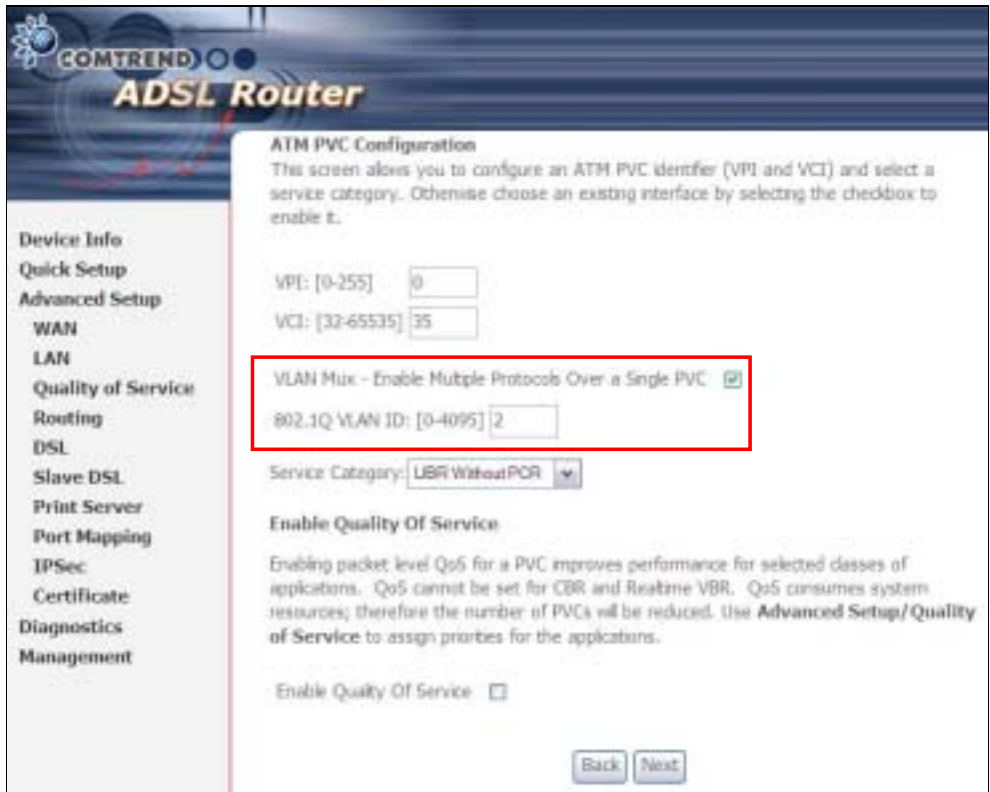 COMTREND
ADSL Router
ATM PVC Configuration
This screen allows you to configure an ATM PVC identifer (VPI and VCI) and select a
service category. Otherwise choose an existing interface by selecting the checkbox to
enable it.
Device Info
Quick Setup
Advanced Setup
WAN
LAN
Quality of Service
Routing
DSL
Slave DSL
Print Server
Port Mapping
IPSec
Certificate
Diagnostics
Management
VPI: [0-255] 0
VCI: [32-65535] 35
VLAN Mux - Enable Multiple Protocols Over a Single PVC
802.1Q VLAN ID: [0-4095] 2
Service Category: UBR Without PCR
Enable Quality Of Service
Enabling packet level QoS for a PVC improves performance for selected classes of
applications. QoS cannot be set for CBR and Realtime VBR. QoS consumes system
resources; therefore the number of PVCs will be reduced. Use Advanced Setup/Quality
of Service to assign priorities for the applications.
Enable Quality Of Service
Back Next